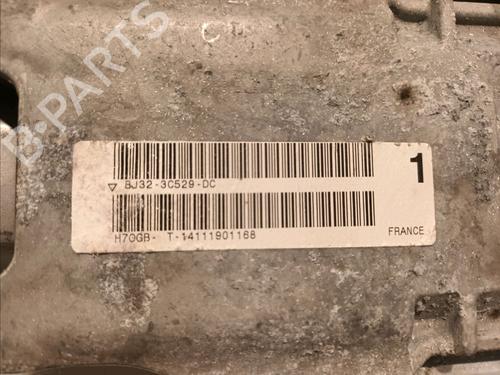 B-PARTS
1
▽ BJ32-3C529-DC
H70GB- T-14111901168
FRANCE